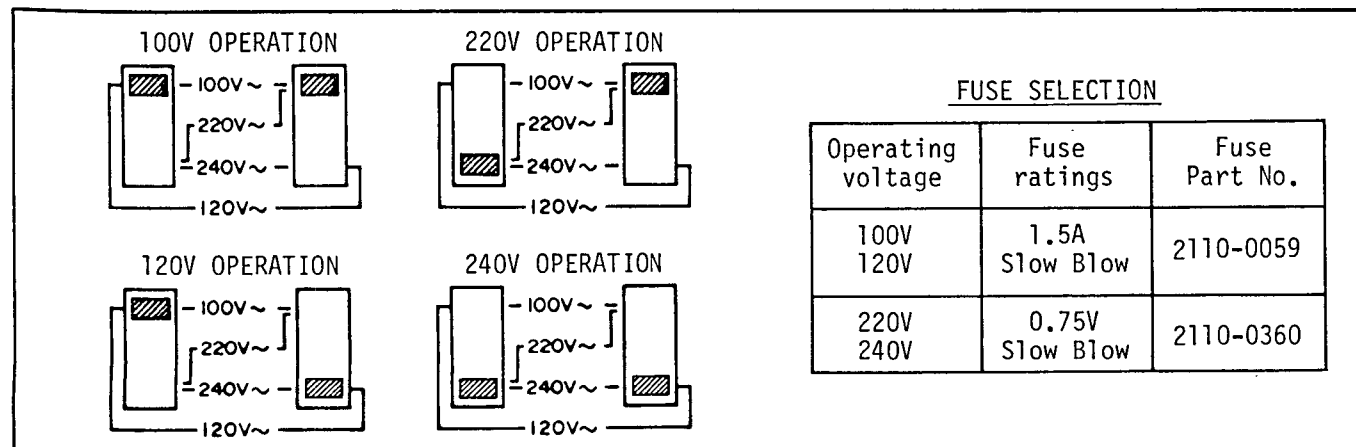 100V OPERATION
100V~
220V~
240V~
120V~
220V OPERATION
100V~
220V~
240V~
120V~
120V OPERATION
100V~
220V~
240V~
120V~
240V OPERATION
100V~
220V~
240V~
120V~
FUSE SELECTION
Operating voltage Fuse ratings Fuse Part No.
100V 1.5A 2110-0059
120V Slow Blow
220V 0.75V 2110-0360
240V Slow Blow